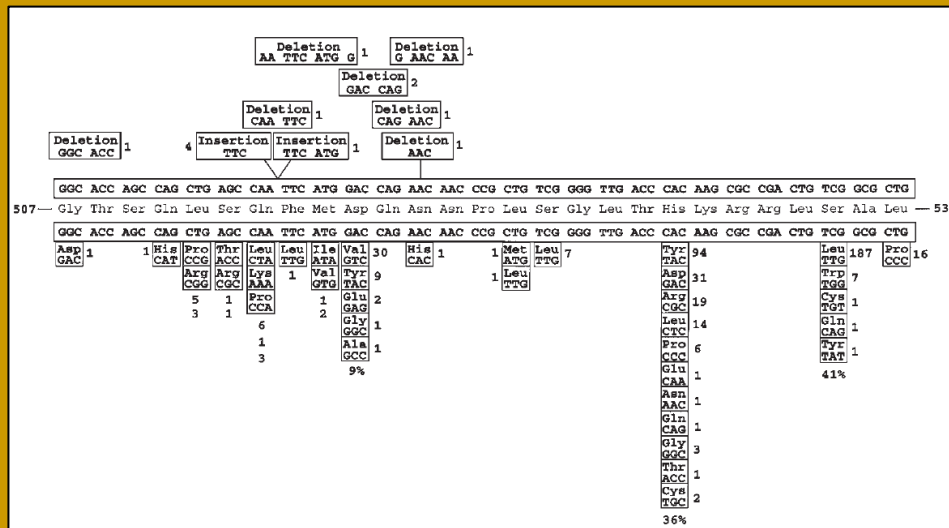 Deletion
AA TTC ATG G 1
Deletion
G AAC AA 1
Deletion
GAC CAG 2
Deletion
CAA TTC 1
Deletion
CAG AAC 1
Deletion
GGC ACC 1
4 Insertion
TTC
Insertion
TTC ATG 1
Deletion
AAC 1
GGC ACC AGC CAG CTG AGC CAA TTC ATG GAC CAG AAC AAC CCG CTG TCG GGG TTG ACC CAC AAG CGC CGA CTG TCG GCG CTG
507 Gly Thr Ser Gln Leu Ser Gln Phe Met Asp Gln Asn Asn Pro Leu Ser Gly Leu Thr His Lys Arg Arg Leu Ser Ala Leu 53
GGC ACC AGC CAG CTG AGC CAA TTC ATG GAC CAG AAC AAC CCG CTG TCG GGG TTG ACC CAC AAG CGC CGA CTG TCG GCG CTG
Asp
GAC 1
1 His
CAT
Pro
CCG
Arg
CGG
5
3
Thr
ACC
Arg
CGC
1
1
Leu
CTA
Lys
AAA
Pro
CCA
6
1
3
Leu
TTG
1
Ile
ATA
Val
GTG
1
2
Val
GTC 30
Tyr
TAC 9
Glu
GAG 2
Gly
GGC 1
Ala
GCC 1
9%
His
CAC 1
1 Met
ATG
1 Leu
TTG
Leu
TTG 7
Tyr
TAC 94
Asp
GAC 31
Arg
CGC 19
Leu
CTC 14
Pro
CCC 6
Glu
CAA 1
Asn
AAC 1
Gln
CAG 1
Gly
GGC 3
Thr
ACC 1
Cys
TGC 2
36%
Leu
TTG 187
Trp
TGG 7
Cys
TGT 1
Gln
CAG 1
Tyr
TAT 1
41%
Pro
CCC 16